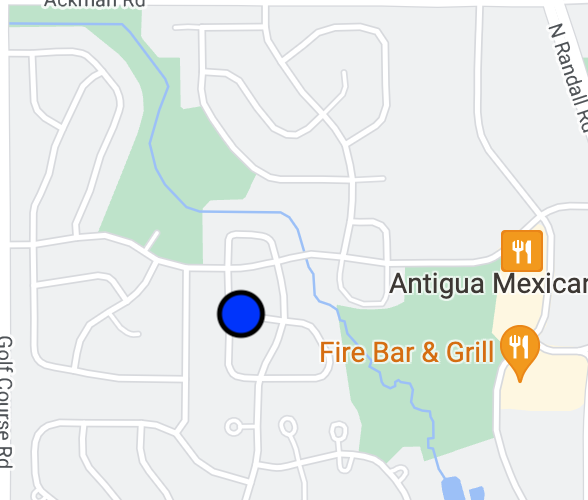 Ackman Rd
N Randall Rd
Antigua Mexican
Fire Bar & Grill
Golf Course Rd